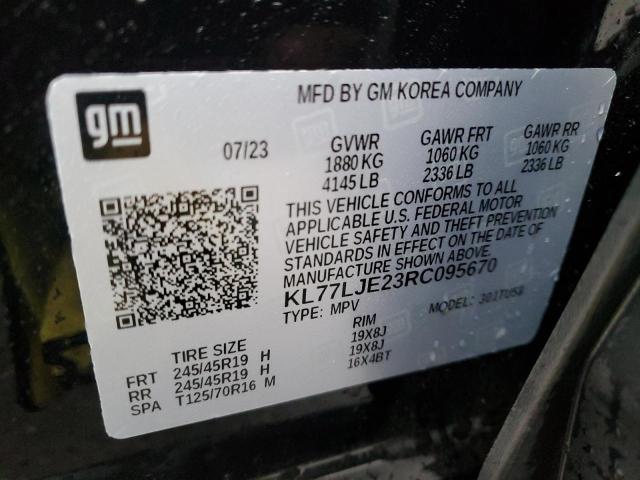 MFD BY GM KOREA COMPANY
gm
07/23
GVWR GAWR FRT GAWR RR
1880 KG 1060 KG 1060 KG
4145 LB 2336 LB 2336 LB
THIS VEHICLE CONFORMS TO ALL
APPLICABLE U.S. FEDERAL MOTOR
VEHICLE SAFETY AND THEFT PREVENTION
STANDARDS IN EFFECT ON THE DATE OF
MANUFACTURE SHOWN ABOVE.
KL77LJE23RC095670
TYPE: MPV MODEL: 301TUS8
TIRE SIZE RIM
FRT 245/45R19 H 19X8J
RR 245/45R19 H 19X8J
SPA T125/70R16 M 16X4BT